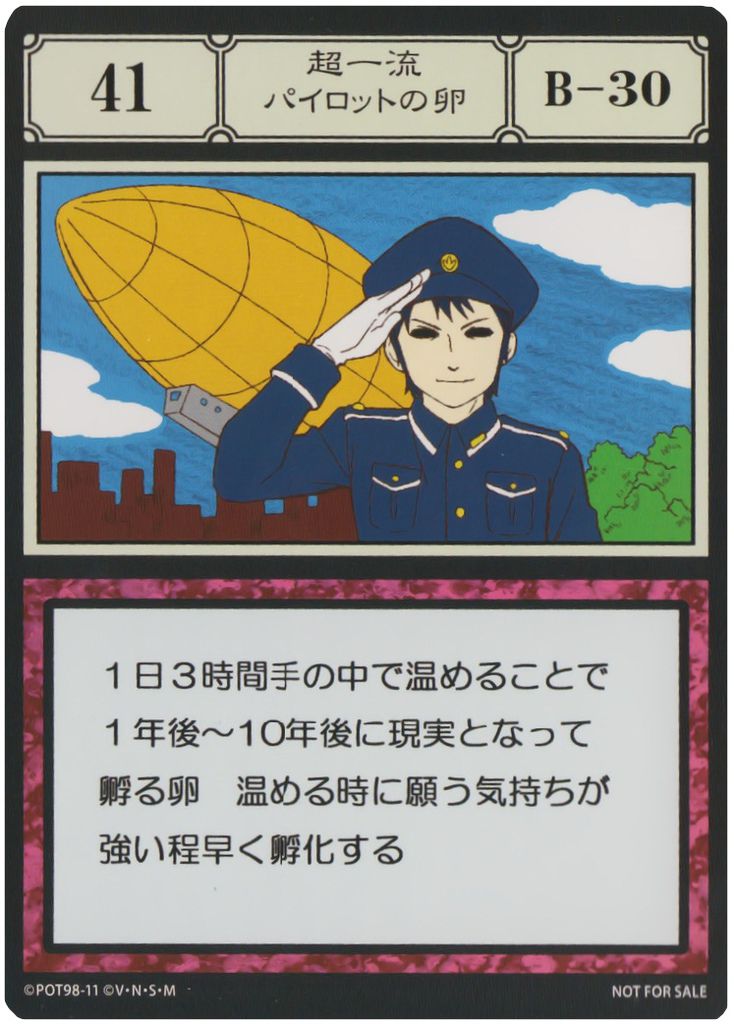 41
超一流
パイロットの卵
B-30
1日3時間手の中で温めることで
1年後～10年後に現実となって
孵る卵　温める時に願う気持ちが
強い程早く孵化する
©POT98-11 ©V・N・S・M
NOT FOR SALE